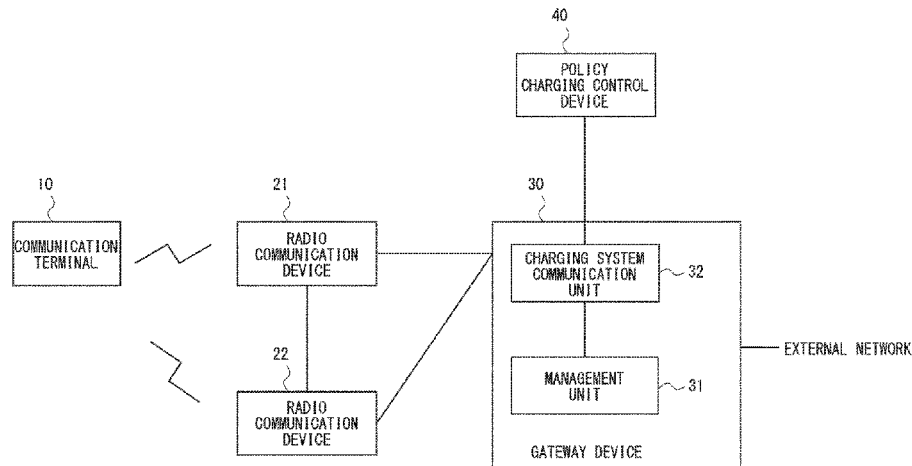 40
POLICY
CHARGING CONTROL
DEVICE
10
COMMUNICATION
TERMINAL
21
RADIO
COMMUNICATION
DEVICE
30
CHARGING SYSTEM
COMMUNICATION
UNIT
32
EXTERNAL NETWORK
22
RADIO
COMMUNICATION
DEVICE
MANAGEMENT
UNIT
31
GATEWAY DEVICE